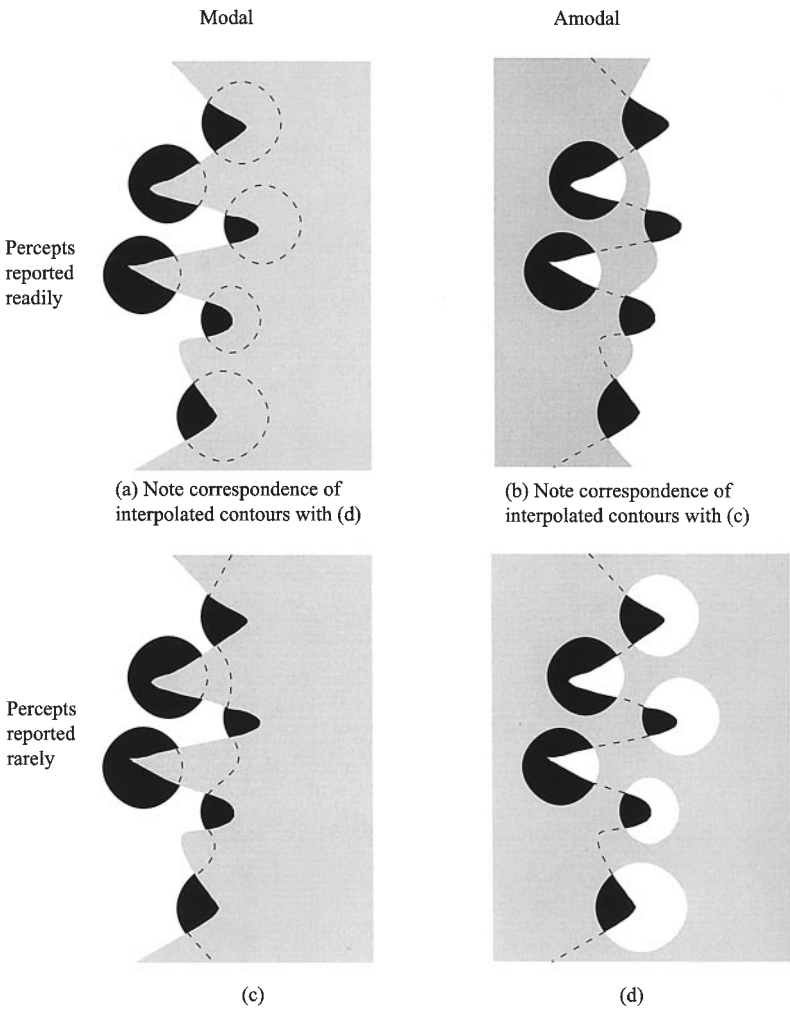 Modal
Amodal
Percepts
reported
readily
(a) Note correspondence of
interpolated contours with (d)
(b) Note correspondence of
interpolated contours with (c)
Percepts
reported
rarely
(c)
(d)